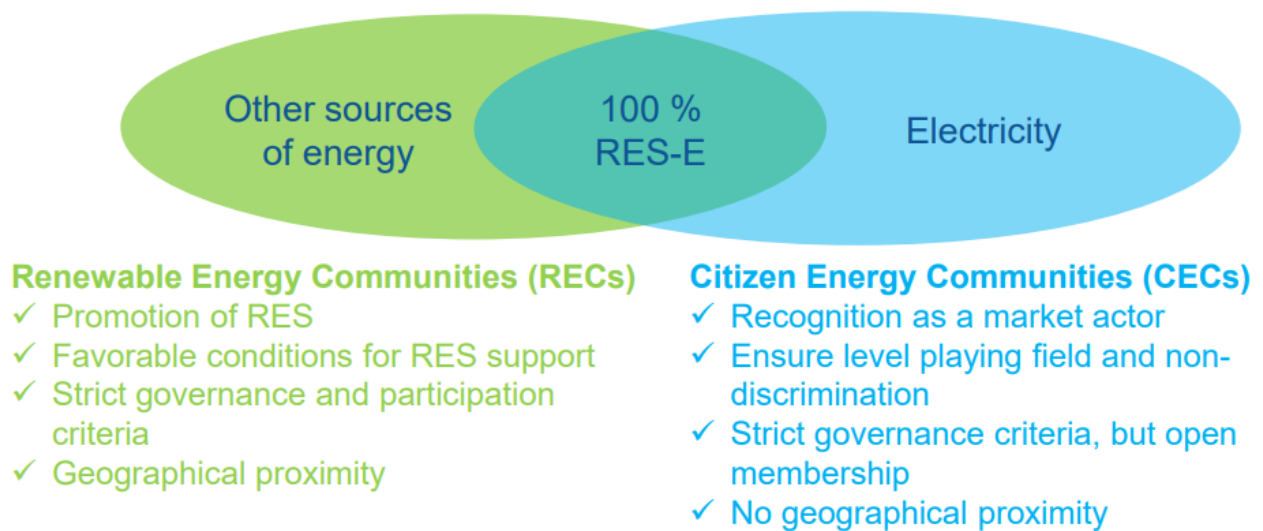 Other sources
of energy
100 %
RES-E
Electricity
Renewable Energy Communities (RECs)
✓ Promotion of RES
✓ Favorable conditions for RES support
✓ Strict governance and participation
criteria
✓ Geographical proximity
Citizen Energy Communities (CECs)
✓ Recognition as a market actor
✓ Ensure level playing field and non-
discrimination
✓ Strict governance criteria, but open
membership
✓ No geographical proximity